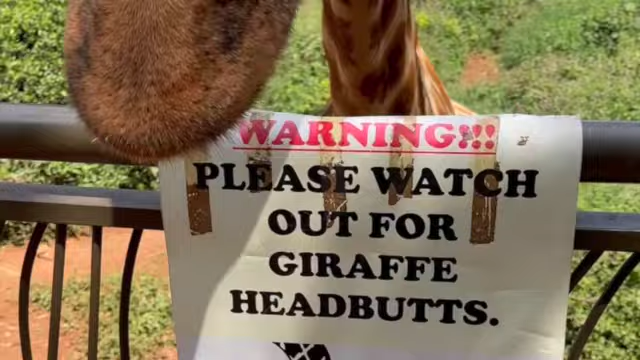 WARNING!!!
PLEASE WATCH
OUT FOR
GIRAFFE
HEADBUTTS.